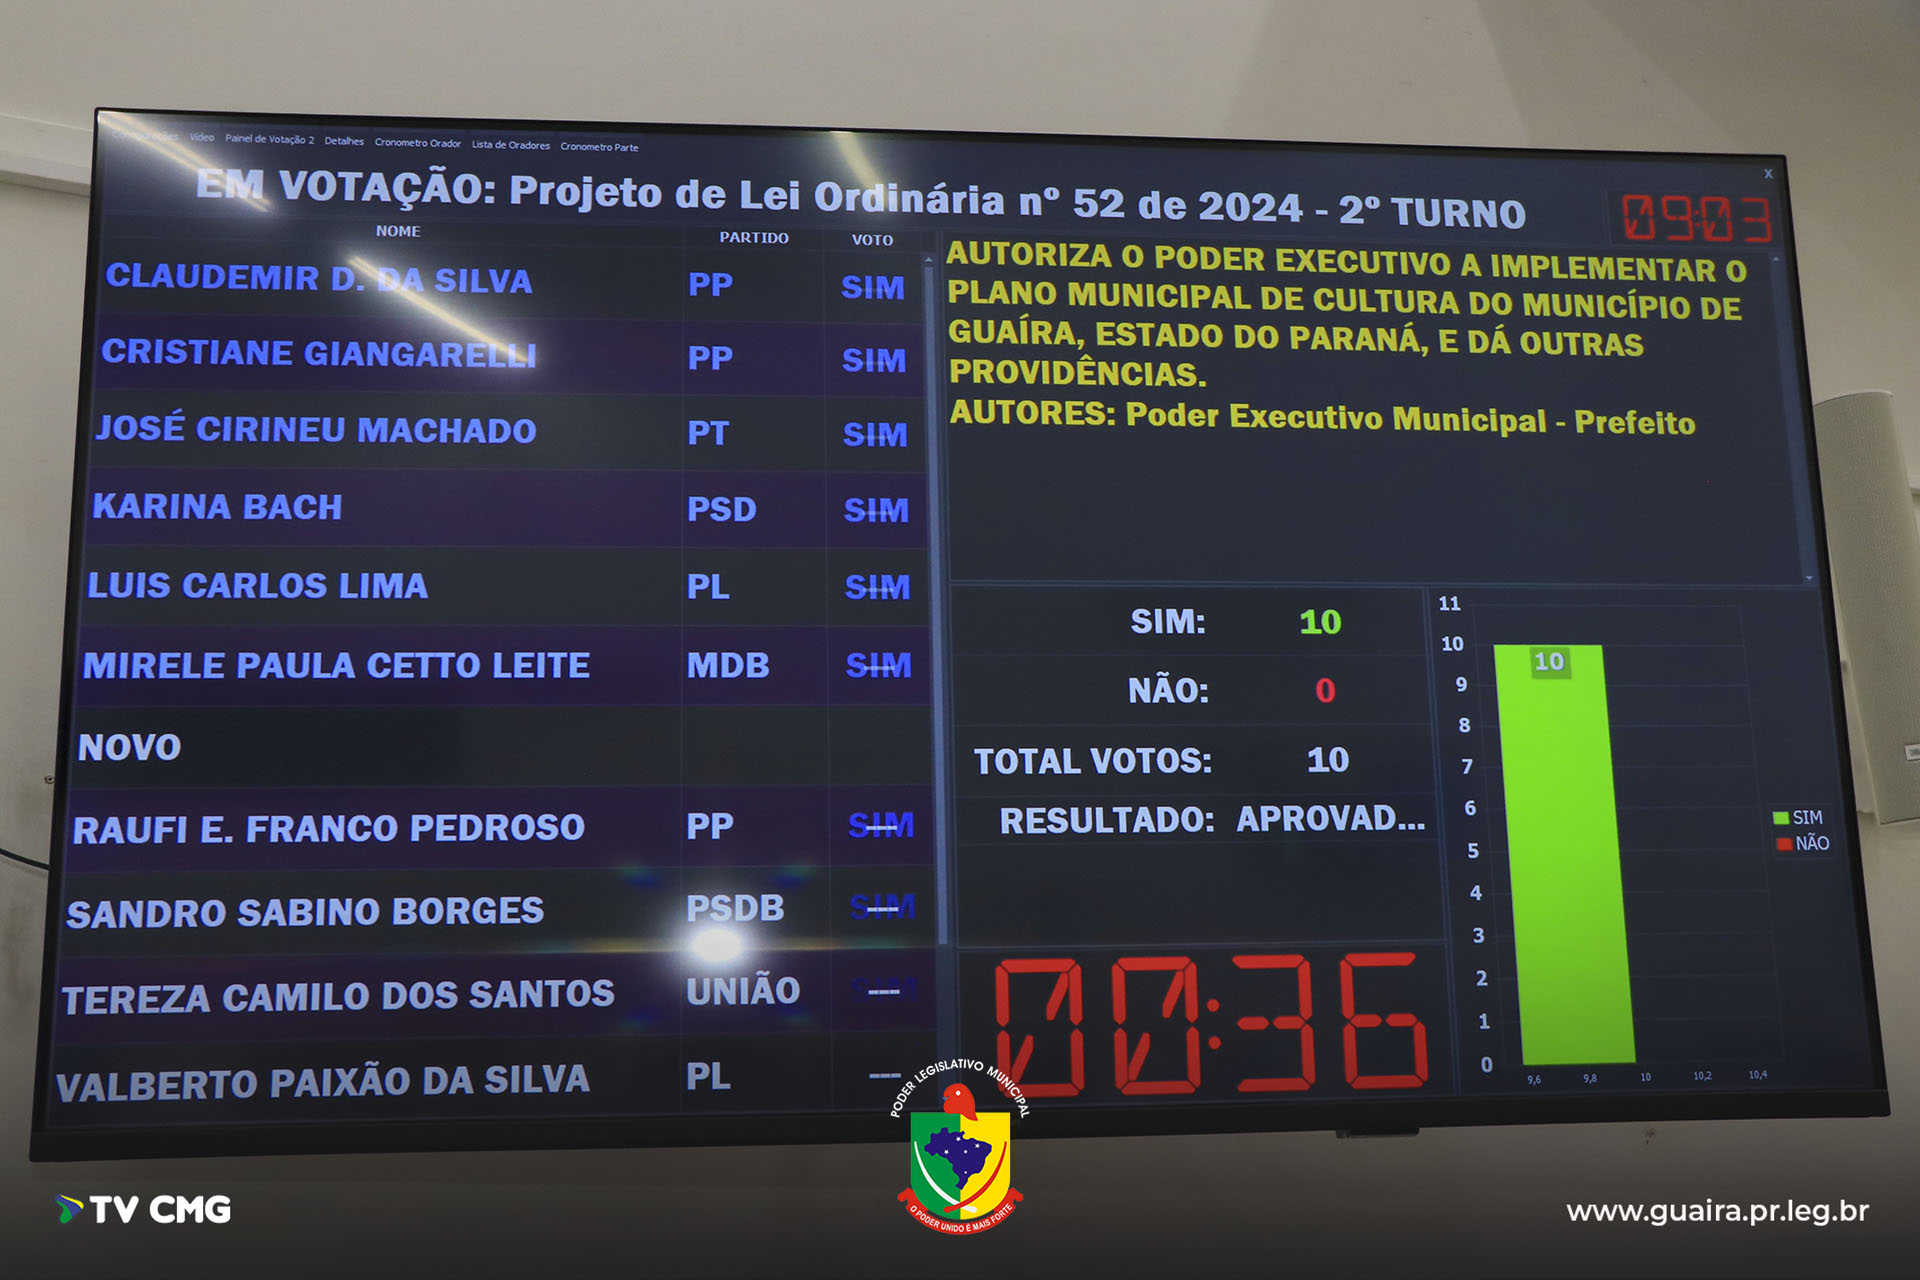 Configurações Vídeo Painel de Votação 2 Detalhes Cronometro Orador Lista de Oradores Cronometro Parte
X
EM VOTAÇÃO: Projeto de Lei Ordinária nº 52 de 2024 - 2º TURNO
09:03
NOME PARTIDO VOTO
CLAUDEMIR D. DA SILVA PP SIM
CRISTIANE GIANGARELLI PP SIM
JOSÉ CIRINEU MACHADO PT SIM
KARINA BACH PSD SIM
LUIS CARLOS LIMA PL SIM
MIRELE PAULA CETTO LEITE MDB SIM
NOVO
RAUFI E. FRANCO PEDROSO PP SIM
SANDRO SABINO BORGES PSDB SIM
TEREZA CAMILO DOS SANTOS UNIÃO SIM
VALBERTO PAIXÃO DA SILVA PL ---
AUTORIZA O PODER EXECUTIVO A IMPLEMENTAR O
PLANO MUNICIPAL DE CULTURA DO MUNICÍPIO DE
GUAÍRA, ESTADO DO PARANÁ, E DÁ OUTRAS
PROVIDÊNCIAS.
AUTORES: Poder Executivo Municipal - Prefeito
SIM: 10
NÃO: 0
TOTAL VOTOS: 10
RESULTADO: APROVAD...
00:36
11
10
9
8
7
6
5
4
3
2
1
0
10
9,6 9,8 10 10,2 10,4
SIM
NÃO
PODER LEGISLATIVO MUNICIPAL
O PODER UNIDO É MAIS FORTE
TV CMG
www.guaira.pr.leg.br